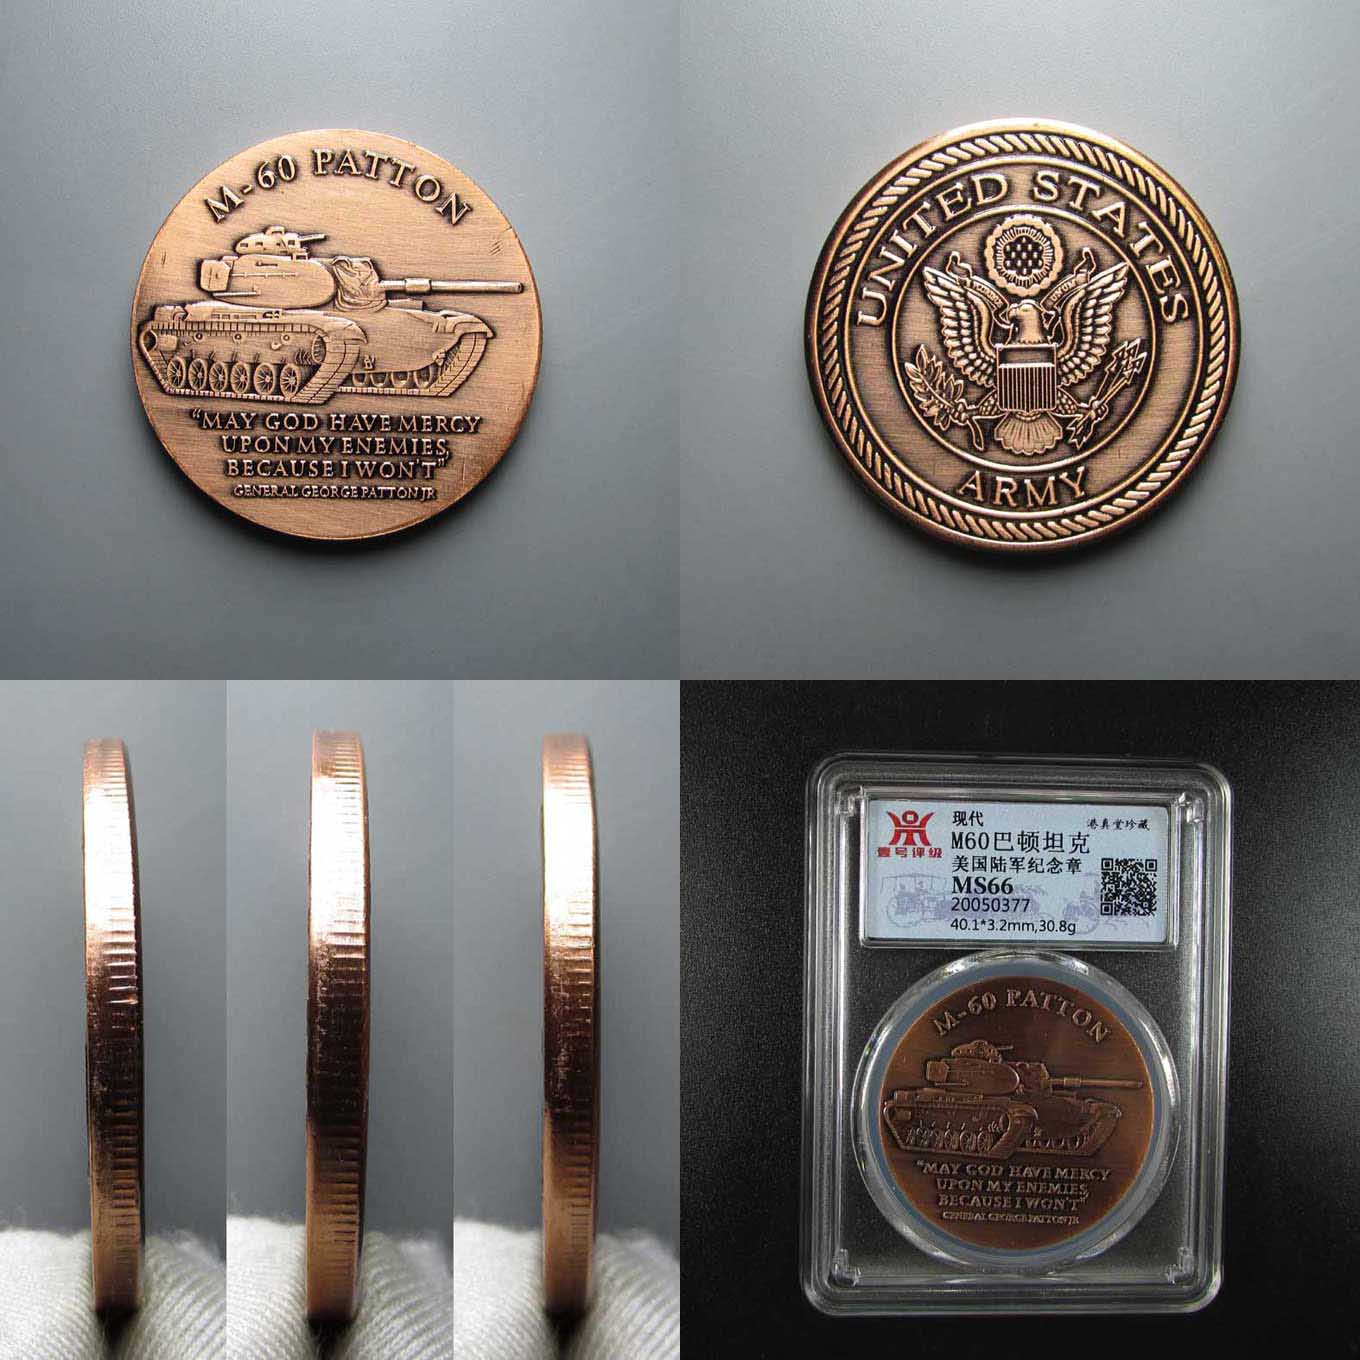 M-60 PATTON
"MAY GOD HAVE MERCY
UPON MY ENEMIES,
BECAUSE I WON'T"
GENERAL GEORGE PATTON JR
UNITED STATES
ARMY
现代
港真堂珍藏
M60巴顿坦克
壹号评级
美国陆军纪念章
MS66
20050377
40.1*3.2mm,30.8g
M-60 PATTON
"MAY GOD HAVE MERCY
UPON MY ENEMIES,
BECAUSE I WON'T"
GENERAL GEORGE PATTON JR